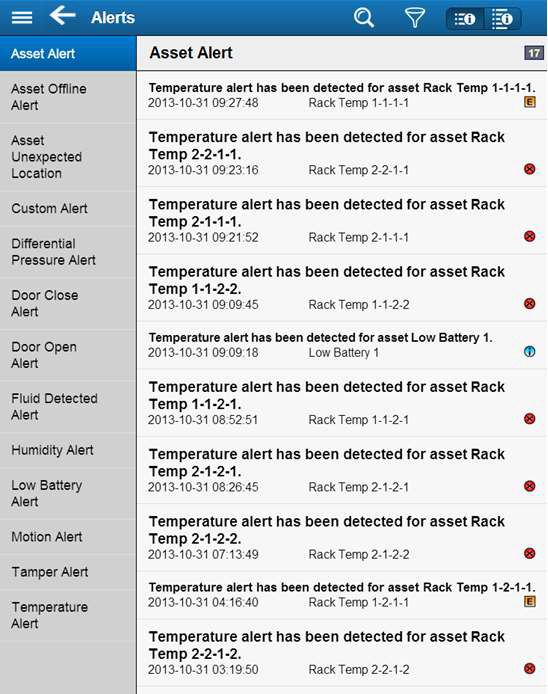 Alerts
Asset Alert
Asset Offline
Alert
Asset
Unexpected
Location
Custom Alert
Differential
Pressure Alert
Door Close
Alert
Door Open
Alert
Fluid Detected
Alert
Humidity Alert
Low Battery
Alert
Motion Alert
Tamper Alert
Temperature
Alert
Asset Alert 17
Temperature alert has been detected for asset Rack Temp 1-1-1-1.
2013-10-31 09:27:48 Rack Temp 1-1-1-1 E
Temperature alert has been detected for asset Rack
Temp 2-2-1-1.
2013-10-31 09:23:16 Rack Temp 2-2-1-1
Temperature alert has been detected for asset Rack
Temp 2-1-1-1.
2013-10-31 09:21:52 Rack Temp 2-1-1-1
Temperature alert has been detected for asset Rack
Temp 1-1-2-2.
2013-10-31 09:09:45 Rack Temp 1-1-2-2
Temperature alert has been detected for asset Low Battery 1.
2013-10-31 09:09:18 Low Battery 1
Temperature alert has been detected for asset Rack
Temp 1-1-2-1.
2013-10-31 08:52:51 Rack Temp 1-1-2-1
Temperature alert has been detected for asset Rack
Temp 2-1-2-1.
2013-10-31 08:26:45 Rack Temp 2-1-2-1
Temperature alert has been detected for asset Rack
Temp 2-1-2-2.
2013-10-31 07:13:49 Rack Temp 2-1-2-2
Temperature alert has been detected for asset Rack Temp 1-2-1-1.
2013-10-31 04:16:40 Rack Temp 1-2-1-1 E
Temperature alert has been detected for asset Rack
Temp 2-2-1-2.
2013-10-31 03:19:50 Rack Temp 2-2-1-2